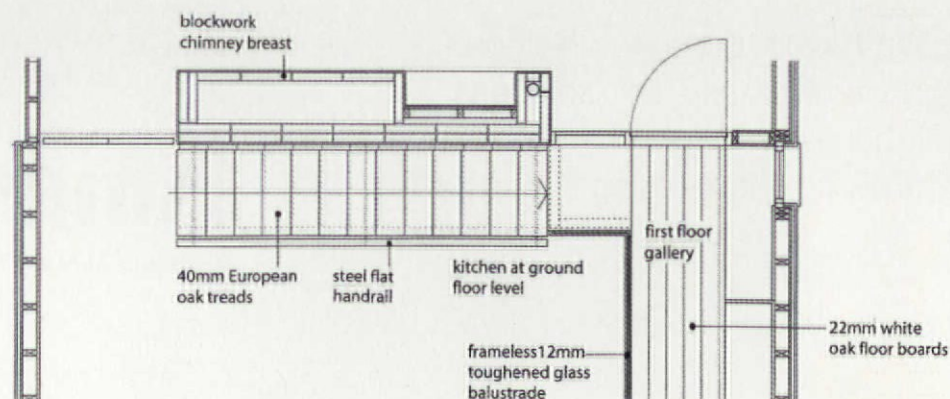 blockwork
chimney breast
40mm European
oak treads
steel flat
handrail
kitchen at ground
floor level
first floor
gallery
frameless12mm
toughened glass
balustrade
22mm white
oak floor boards